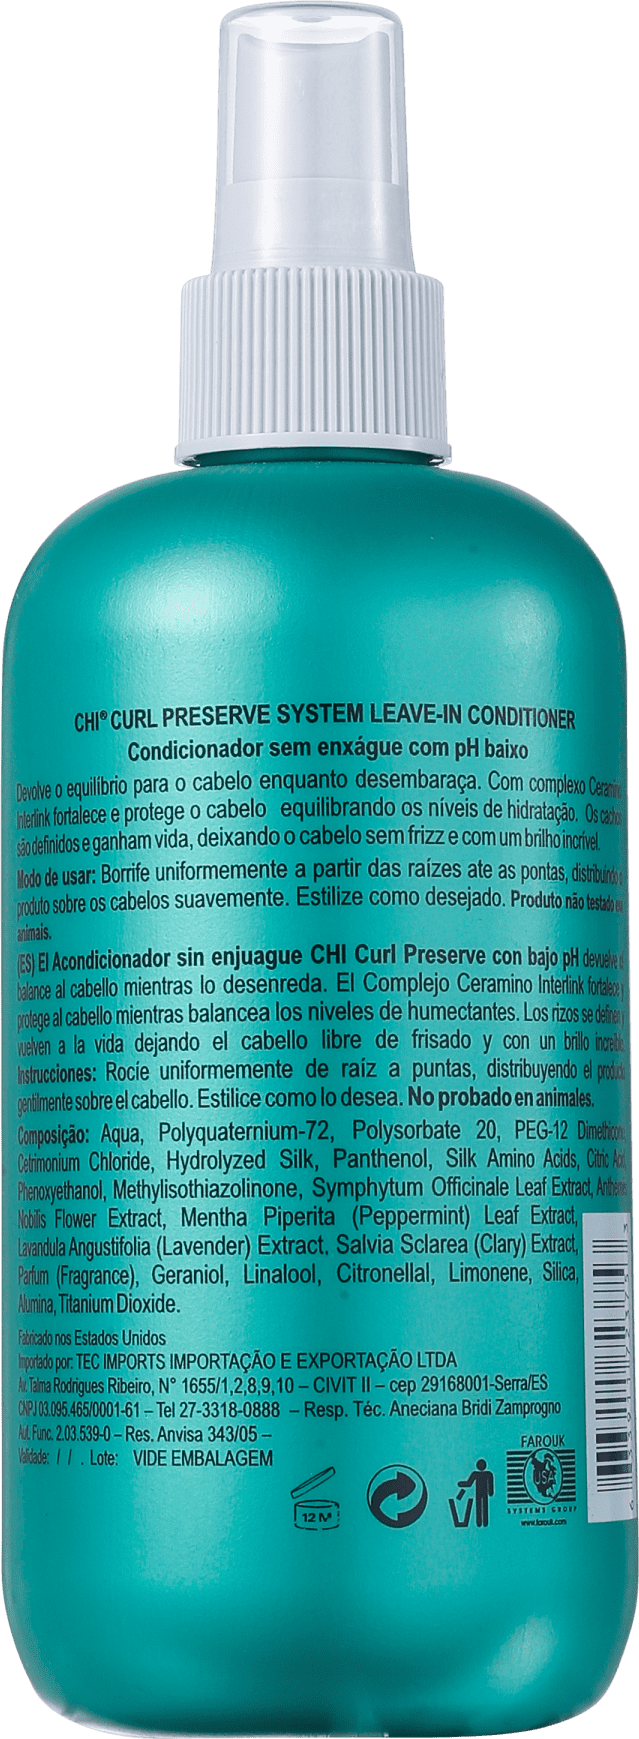 CHI® CURL PRESERVE SYSTEM LEAVE-IN CONDITIONER
Condicionador sem enxágue com pH baixo
Devolve o equilíbrio para o cabelo enquanto desembaraça. Com complexo Ceramino
Interlink fortalece e protege o cabelo equilibrando os níveis de hidratação. Os cachos
são definidos e ganham vida, deixando o cabelo sem frizz e com um brilho incrível.
Modo de usar: Borrife uniformemente a partir das raízes ate as pontas, distribuindo o
produto sobre os cabelos suavemente. Estilize como desejado. Produto não testado em
animais.
(ES) El Acondicionador sin enjuague CHI Curl Preserve con bajo pH devuelve el
balance al cabello mientras lo desenreda. El Complejo Ceramino Interlink fortalece y
protege al cabello mientras balancea los niveles de humectantes. Los rizos se definen y
vuelven a la vida dejando el cabello libre de frisado y con un brillo increíble.
Instrucciones: Rocíe uniformemente de raíz a puntas, distribuyendo el producto
gentilmente sobre el cabello. Estilice como lo desea. No probado en animales.
Composição: Aqua, Polyquaternium-72, Polysorbate 20, PEG-12 Dimethicone,
Cetrimonium Chloride, Hydrolyzed Silk, Panthenol, Silk Amino Acids, Citric Acid,
Phenoxyethanol, Methylisothiazolinone, Symphytum Officinale Leaf Extract, Anthemis
Nobilis Flower Extract, Mentha Piperita (Peppermint) Leaf Extract,
Lavandula Angustifolia (Lavender) Extract, Salvia Sclarea (Clary) Extract,
Parfum (Fragrance), Geraniol, Linalool, Citronellal, Limonene, Silica,
Alumina, Titanium Dioxide.
Fabricado nos Estados Unidos
Importado por: TEC IMPORTS IMPORTAÇÃO E EXPORTAÇÃO LTDA
Av. Talma Rodrigues Ribeiro, N° 1655/1,2,8,9,10 – CIVIT II – cep 29168001-Serra/ES
CNPJ 03.095.465/0001-61 – Tel 27-3318-0888 – Resp. Téc. Aneciana Bridi Zamprogno
Aut. Func. 2.03.539-0 – Res. Anvisa 343/05 –
Validade: / / . Lote: VIDE EMBALAGEM
12 M
FAROUK
USA
SYSTEMS GROUP
www.farouk.com